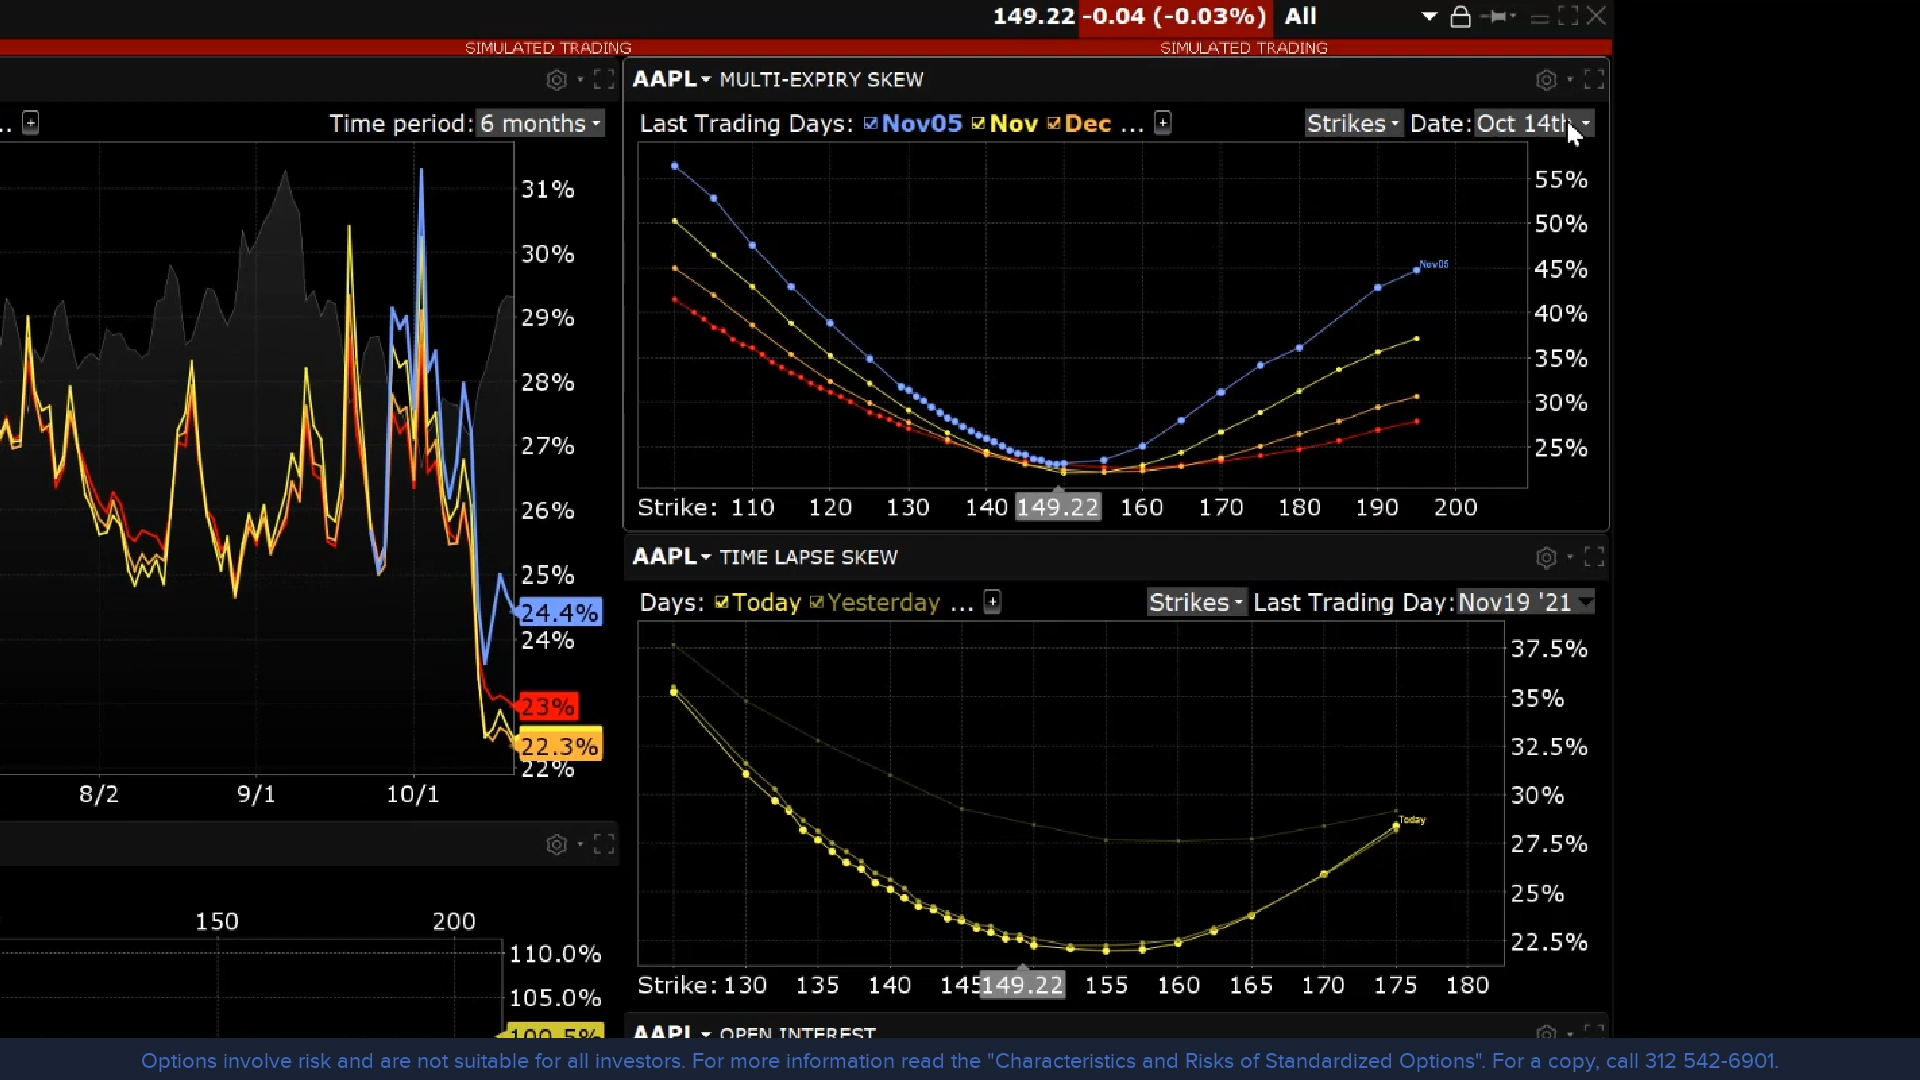 149.22 -0.04 (-0.03%) All
SIMULATED TRADING SIMULATED TRADING
AAPL MULTI-EXPIRY SKEW
.. + Time period: 6 months
Last Trading Days: Nov05 Nov Dec ... + Strikes Date: Oct 14th
31%
30%
29%
28%
27%
26%
25%
24.4%
24%
23%
22.3%
22%
8/2 9/1 10/1
55%
50%
45%
40%
35%
30%
25%
Nov05
Strike: 110 120 130 140 149.22 160 170 180 190 200
AAPL TIME LAPSE SKEW
Days: Today Yesterday ... + Strikes Last Trading Day: Nov19 '21
37.5%
35%
32.5%
30%
27.5%
25%
22.5%
Today
Strike: 130 135 140 145 149.22 155 160 165 170 175 180
150 200
110.0%
105.0%
100.5%
AAPL OPEN INTEREST
Options involve risk and are not suitable for all investors. For more information read the "Characteristics and Risks of Standardized Options". For a copy, call 312 542-6901.